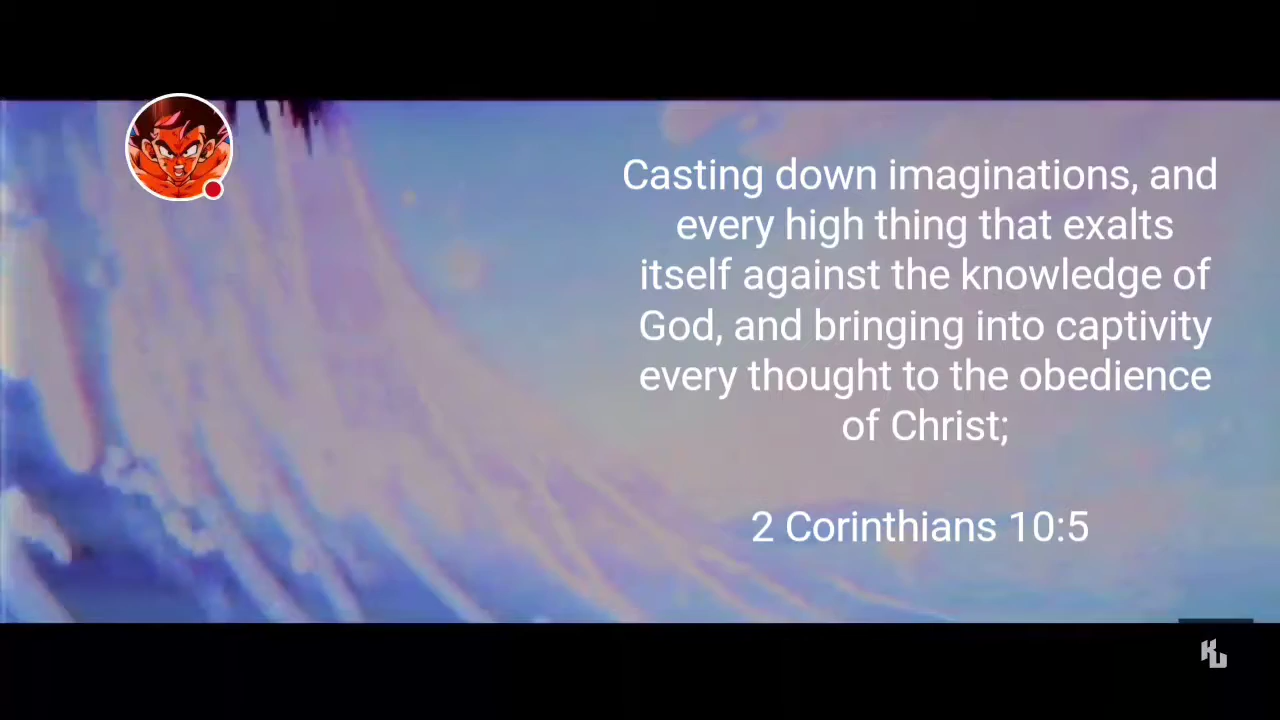 Casting down imaginations, and
every high thing that exalts
itself against the knowledge of
God, and bringing into captivity
every thought to the obedience
of Christ;
2 Corinthians 10:5
KU